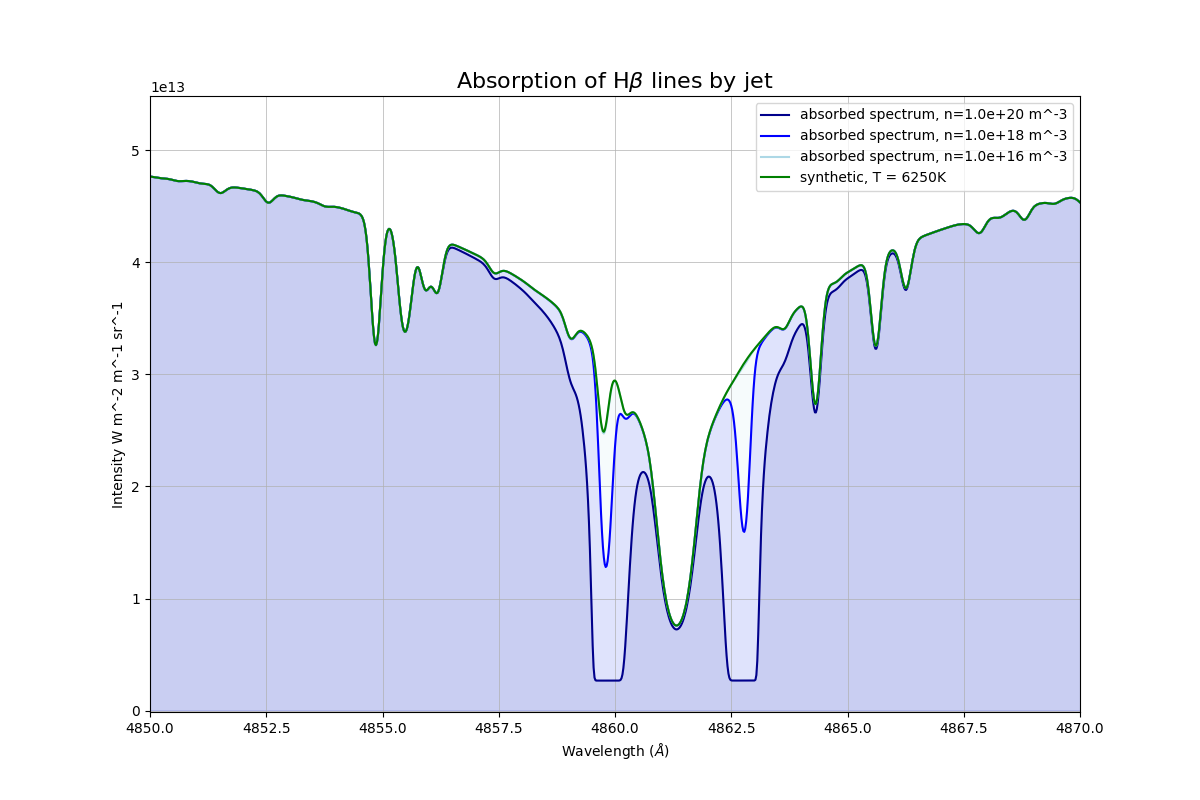 Absorption of Hβ lines by jet
1e13
absorbed spectrum, n=1.0e+20 m^-3
absorbed spectrum, n=1.0e+18 m^-3
absorbed spectrum, n=1.0e+16 m^-3
synthetic, T = 6250K
Intensity W m^-2 m^-1 sr^-1
5
4
3
2
1
0
4850.0 4852.5 4855.0 4857.5 4860.0 4862.5 4865.0 4867.5 4870.0
Wavelength (Å)